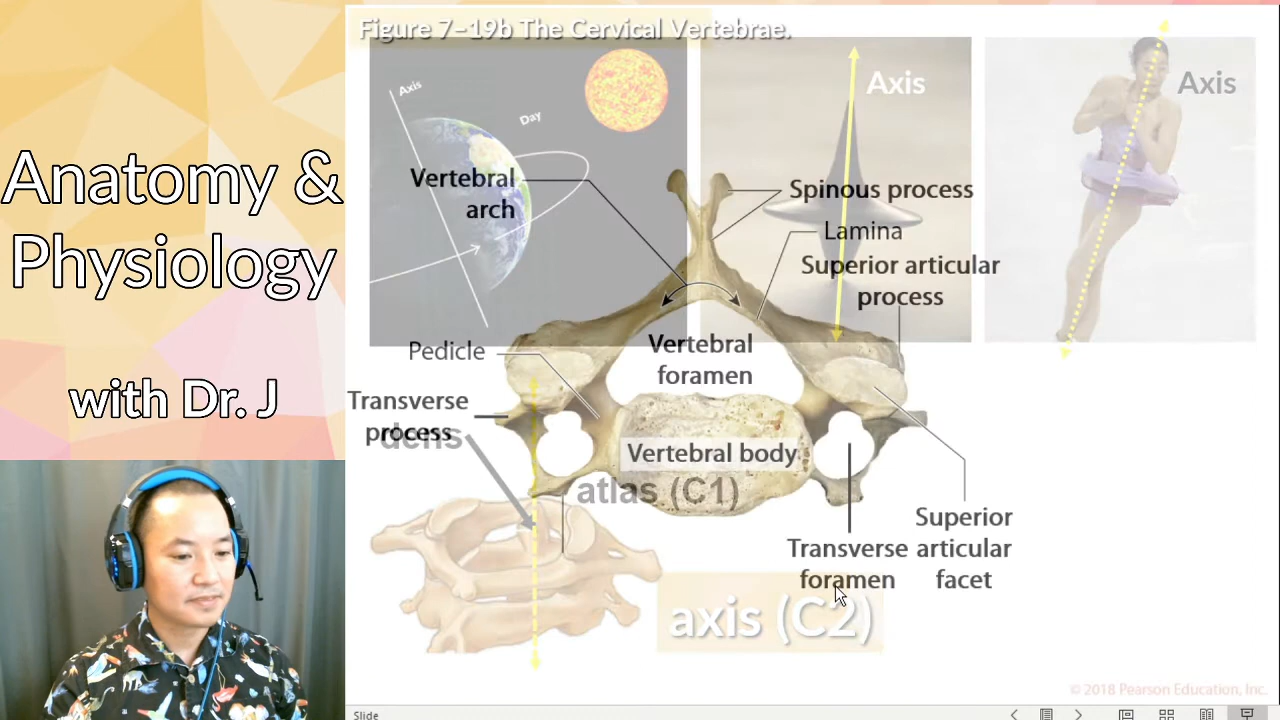 Anatomy &
Physiology
with Dr. J
Figure 7–19b The Cervical Vertebrae.
Axis
Day
Axis
Axis
Vertebral
arch
Spinous process
Lamina
Superior articular
process
Pedicle
Vertebral
foramen
Transverse
process
dens
Vertebral body
atlas (C1)
Superior
articular
facet
Transverse
foramen
axis (C2)
© 2018 Pearson Education, Inc.
Slide